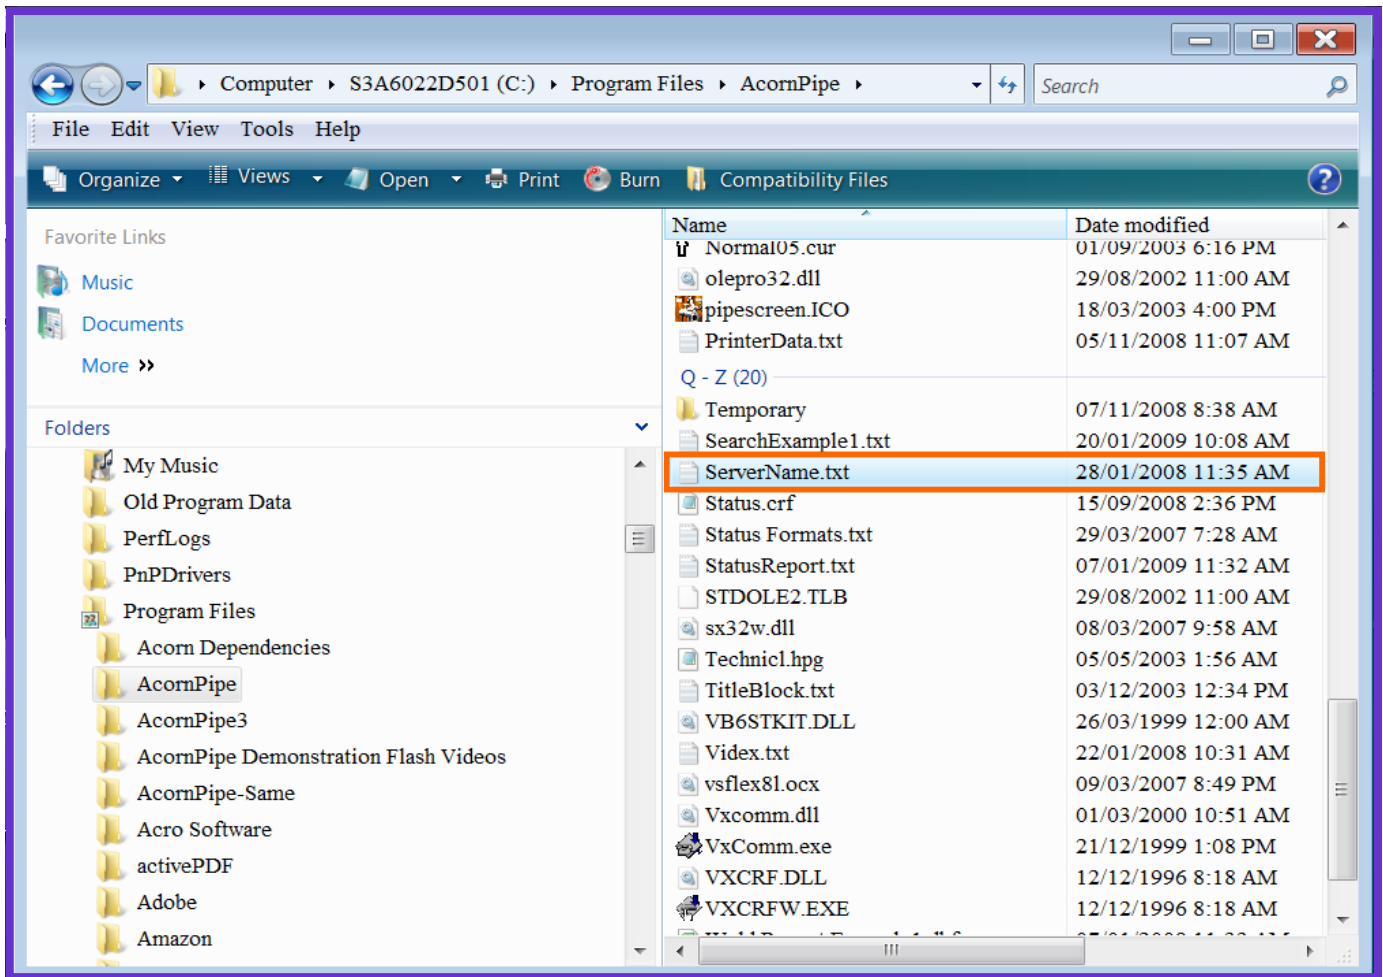 Computer S3A6022D501 (C:) Program Files AcornPipe Search
File Edit View Tools Help
Organize Views Open Print Burn Compatibility Files ?
Favorite Links
Music
Documents
More
Folders
My Music
Old Program Data
PerfLogs
PnPDrivers
Program Files
Acorn Dependencies
AcornPipe
AcornPipe3
AcornPipe Demonstration Flash Videos
AcornPipe-Same
Acro Software
activePDF
Adobe
Amazon
Name Date modified
Normal05.cur 01/09/2003 6:16 PM
olepro32.dll 29/08/2002 11:00 AM
pipescreen.ICO 18/03/2003 4:00 PM
PrinterData.txt 05/11/2008 11:07 AM
Q - Z (20)
Temporary 07/11/2008 8:38 AM
SearchExample1.txt 20/01/2009 10:08 AM
ServerName.txt 28/01/2008 11:35 AM
Status.crf 15/09/2008 2:36 PM
Status Formats.txt 29/03/2007 7:28 AM
StatusReport.txt 07/01/2009 11:32 AM
STDOLE2.TLB 29/08/2002 11:00 AM
sx32w.dll 08/03/2007 9:58 AM
Technicl.hpg 05/05/2003 1:56 AM
TitleBlock.txt 03/12/2003 12:34 PM
VB6STKIT.DLL 26/03/1999 12:00 AM
Videx.txt 22/01/2008 10:31 AM
vsflex8l.ocx 09/03/2007 8:49 PM
Vxcomm.dll 01/03/2000 10:51 AM
VxComm.exe 21/12/1999 1:08 PM
VXCRF.DLL 12/12/1996 8:18 AM
VXCRFW.EXE 12/12/1996 8:18 AM